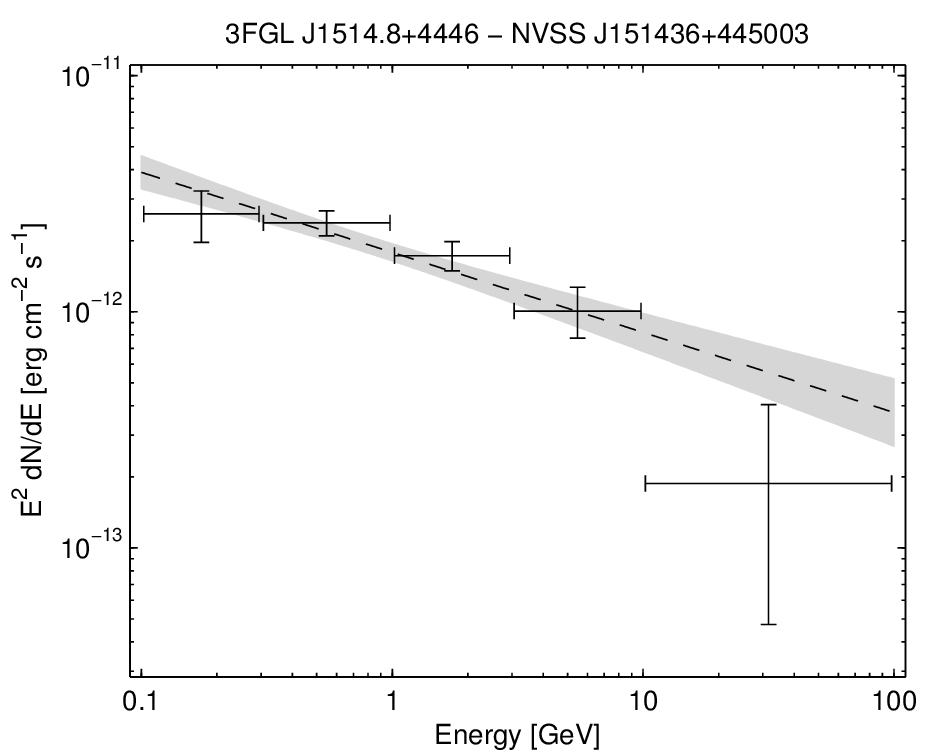 3FGL J1514.8+4446 − NVSS J151436+445003
10⁻¹¹
10⁻¹²
10⁻¹³
E² dN/dE [erg cm⁻² s⁻¹]
0.1 1 10 100
Energy [GeV]